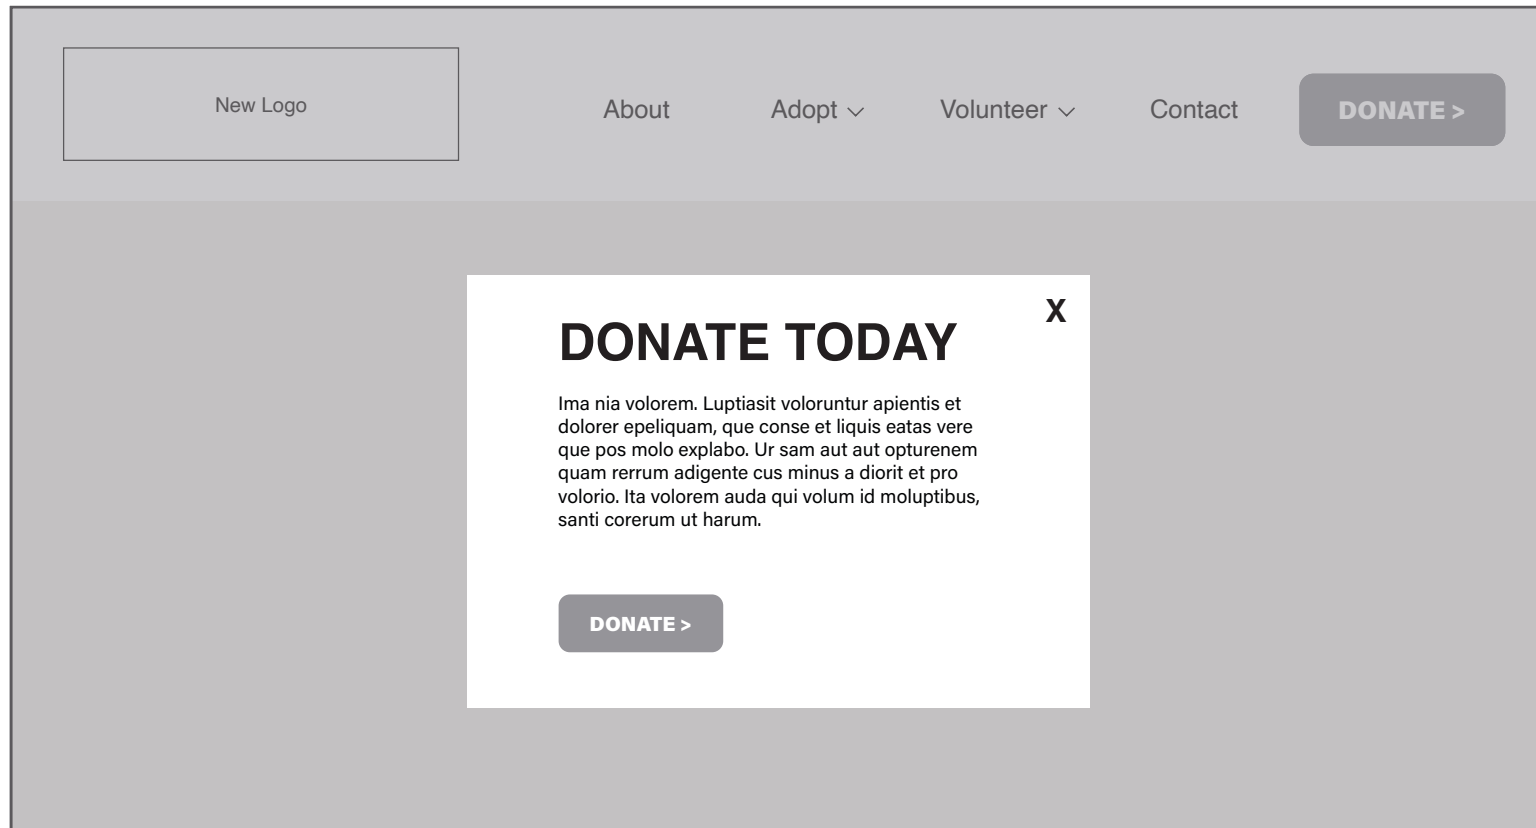 New Logo
About
Adopt
Volunteer
Contact
DONATE >
X
DONATE TODAY
Ima nia volorem. Luptiasit voloruntur apientis et
dolorer epeliquam, que conse et liquis eatas vere
que pos molo explabo. Ur sam aut aut opturenem
quam rerrum adigente cus minus a diorit et pro
volorio. Ita volorem auda qui volum id moluptibus,
santi corerum ut harum.
DONATE >